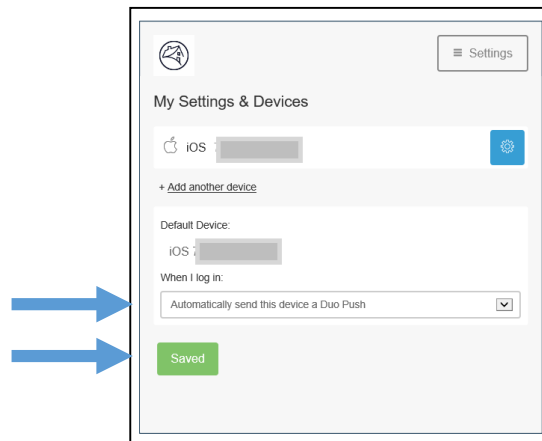 ≡ Settings
My Settings & Devices
iOS
+ Add another device
Default Device:
iOS
When I log in:
Automatically send this device a Duo Push
Saved